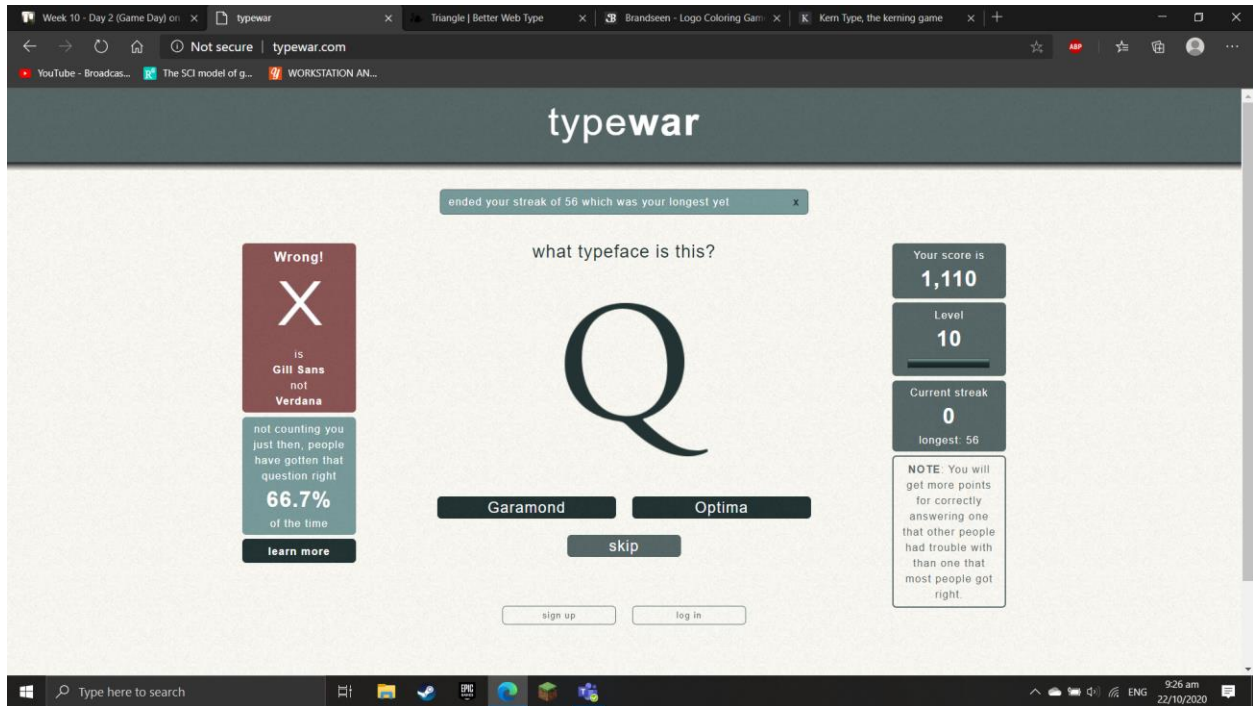 Week 10 - Day 2 (Game Day) on
typewar
Triangle | Better Web Type
Brandseen - Logo Coloring Gam
Kern Type, the kerning game
Not secure | typewar.com
ABP
YouTube - Broadcas...
The SCI model of g...
WORKSTATION AN...
typewar
ended your streak of 56 which was your longest yet x
Wrong!
X
is
Gill Sans
not
Verdana
not counting you
just then, people
have gotten that
question right
66.7%
of the time
learn more
what typeface is this?
Q
Garamond
Optima
skip
sign up
log in
Your score is
1,110
Level
10
Current streak
0
longest: 56
NOTE: You will
get more points
for correctly
answering one
that other people
had trouble with
than one that
most people got
right.
Type here to search
EPIC
ENG
9:26 am
22/10/2020